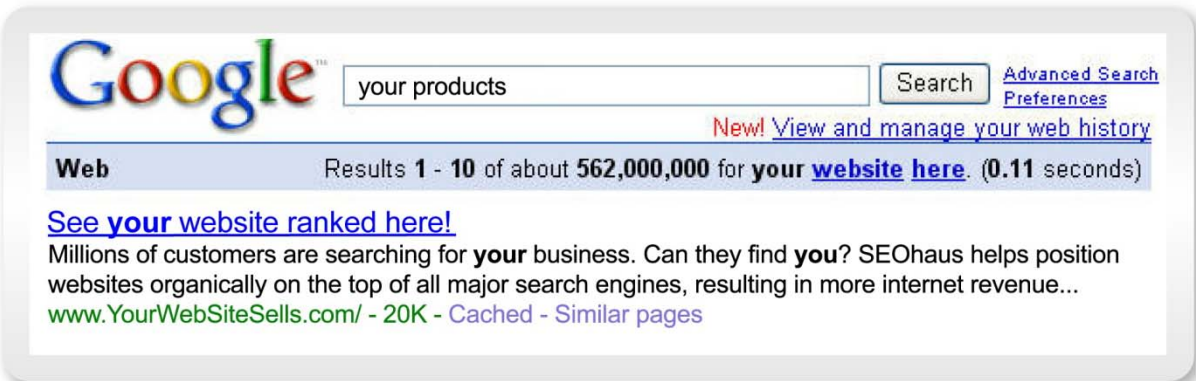 Google™
your products
Search
Advanced Search
Preferences
New! View and manage your web history
Web
Results 1 - 10 of about 562,000,000 for your website here. (0.11 seconds)
See your website ranked here!
Millions of customers are searching for your business. Can they find you? SEOhaus helps position
websites organically on the top of all major search engines, resulting in more internet revenue...
www.YourWebSiteSells.com/ - 20K - Cached - Similar pages